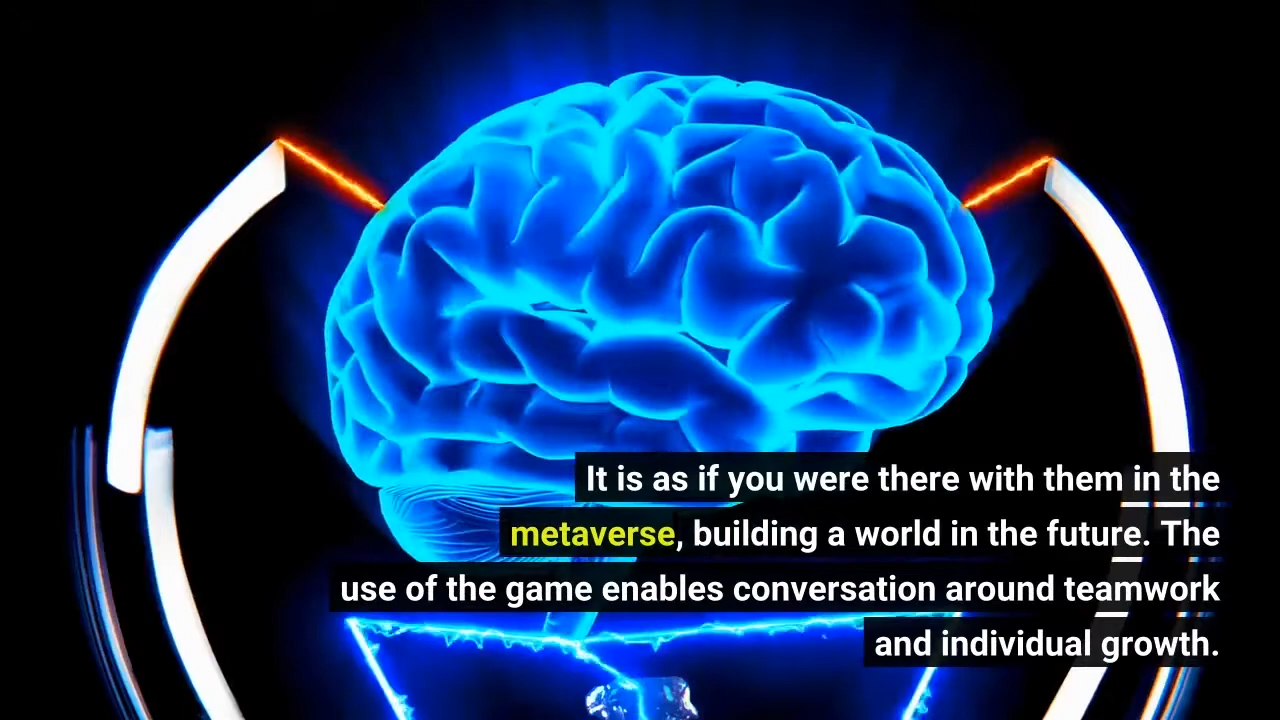 It is as if you were there with them in the
metaverse, building a world in the future. The
use of the game enables conversation around teamwork
and individual growth.